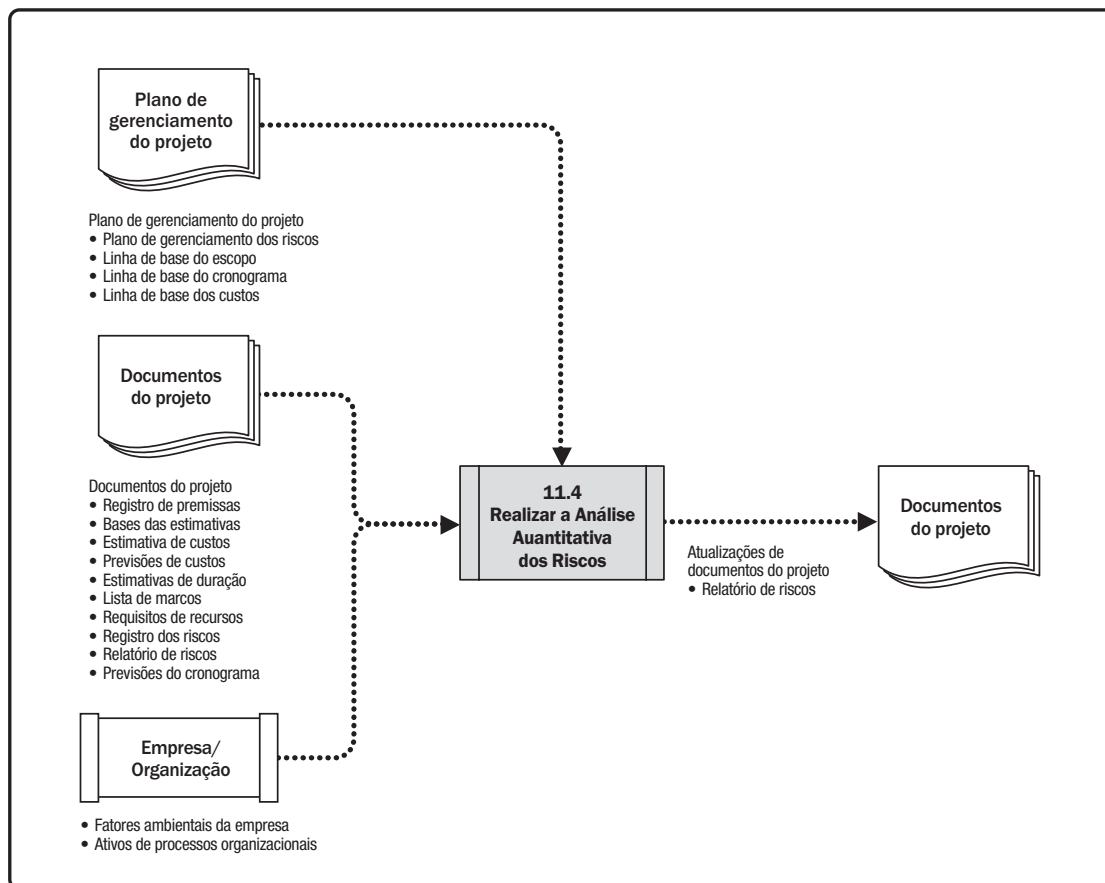 Plano de
gerenciamento
do projeto
Plano de gerenciamento do projeto
• Plano de gerenciamento dos riscos
• Linha de base do escopo
• Linha de base do cronograma
• Linha de base dos custos
Documentos
do projeto
Documentos do projeto
• Registro de premissas
• Bases das estimativas
• Estimativa de custos
• Previsões de custos
• Estimativas de duração
• Lista de marcos
• Requisitos de recursos
• Registro dos riscos
• Relatório de riscos
• Previsões do cronograma
Empresa/
Organização
• Fatores ambientais da empresa
• Ativos de processos organizacionais
11.4
Realizar a Análise
Auantitativa
dos Riscos
Atualizações de
documentos do projeto
• Relatório de riscos
Documentos
do projeto